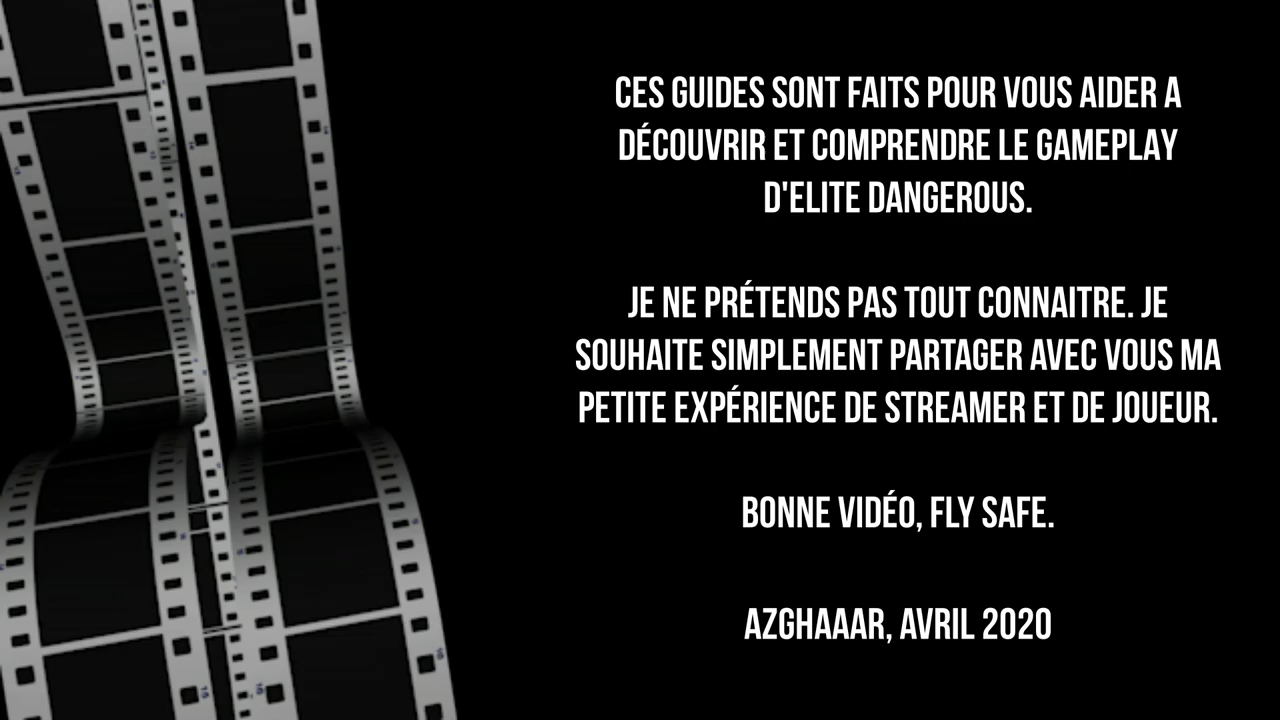 CES GUIDES SONT FAITS POUR VOUS AIDER A
DÉCOUVRIR ET COMPRENDRE LE GAMEPLAY
D'ELITE DANGEROUS.
JE NE PRÉTENDS PAS TOUT CONNAITRE. JE
SOUHAITE SIMPLEMENT PARTAGER AVEC VOUS MA
PETITE EXPÉRIENCE DE STREAMER ET DE JOUEUR.
BONNE VIDÉO, FLY SAFE.
AZGHAAAR, AVRIL 2020